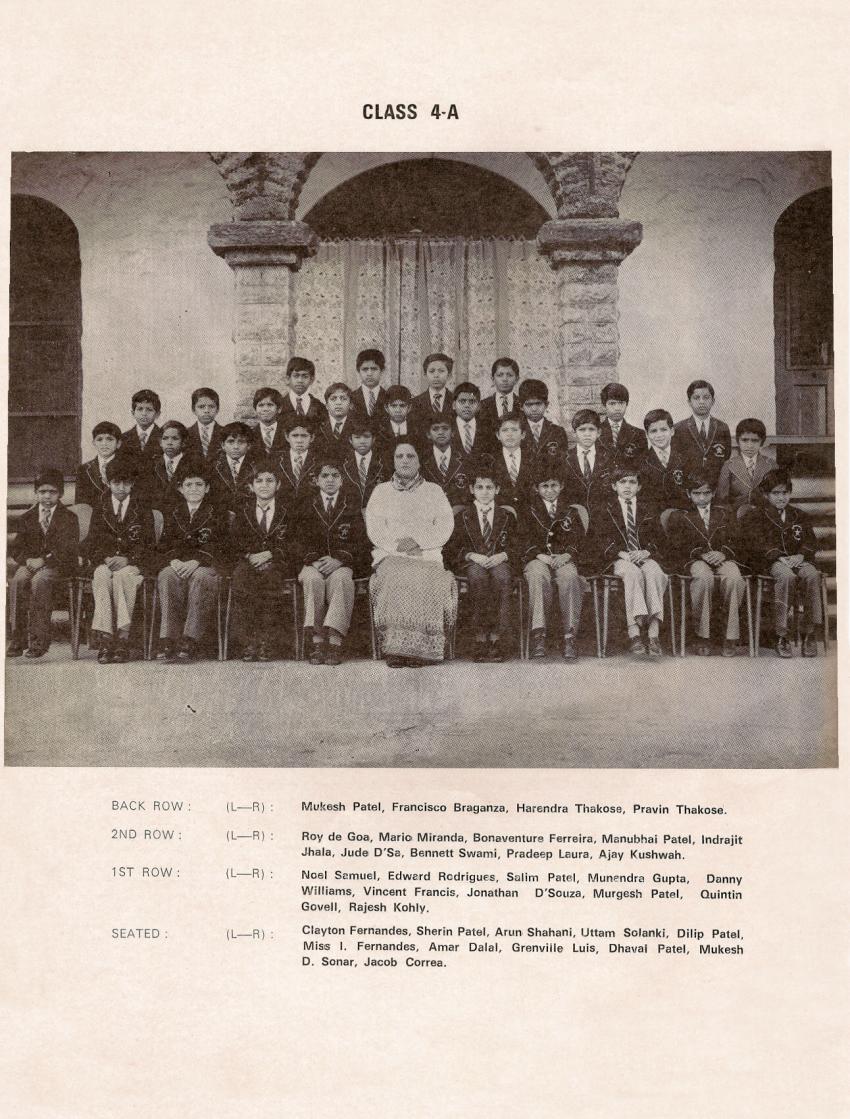 CLASS 4-A
BACK ROW : (L—R) : Mukesh Patel, Francisco Braganza, Harendra Thakose, Pravin Thakose.
2ND ROW : (L—R) : Roy de Goa, Mario Miranda, Bonaventure Ferreira, Manubhai Patel, Indrajit
Jhala, Jude D'Sa, Bennett Swami, Pradeep Laura, Ajay Kushwah.
1ST ROW : (L—R) : Noel Samuel, Edward Rodrigues, Salim Patel, Munendra Gupta, Danny
Williams, Vincent Francis, Jonathan D'Souza, Murgesh Patel, Quintin
Govell, Rajesh Kohly.
SEATED : (L—R) : Clayton Fernandes, Sherin Patel, Arun Shahani, Uttam Solanki, Dilip Patel,
Miss I. Fernandes, Amar Dalal, Grenville Luis, Dhaval Patel, Mukesh
D. Sonar, Jacob Correa.